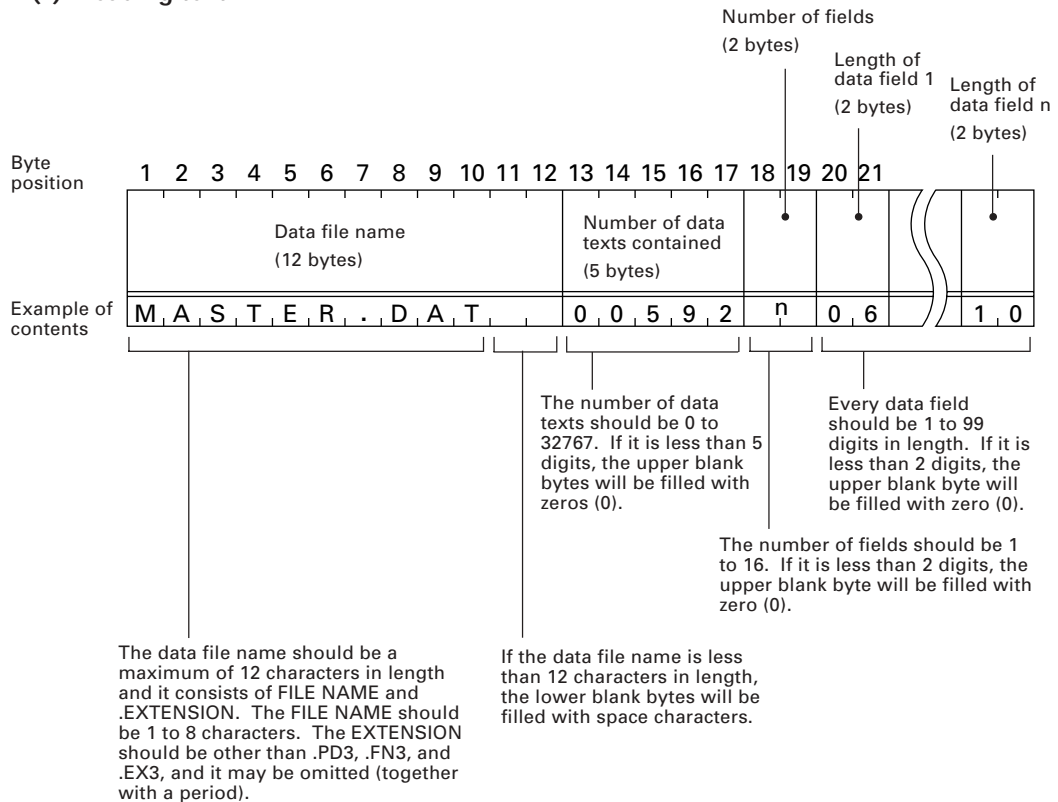 Number of fields
(2 bytes)
Length of
data field 1
(2 bytes)
Length of
data field n
(2 bytes)
Byte
position
1 2 3 4 5 6 7 8 9 10 11 12 13 14 15 16 17 18 19 20 21
Data file name
(12 bytes)
Number of data
texts contained
(5 bytes)
Example of
contents
M A S T E R . D A T 0 0 5 9 2 n 0 6 1 0
The number of data
texts should be 0 to
32767. If it is less than 5
digits, the upper blank
bytes will be filled with
zeros (0).
Every data field
should be 1 to 99
digits in length. If it is
less than 2 digits, the
upper blank byte will
be filled with zero (0).
The number of fields should be 1
to 16. If it is less than 2 digits, the
upper blank byte will be filled with
zero (0).
The data file name should be a
maximum of 12 characters in length
and it consists of FILE NAME and
.EXTENSION. The FILE NAME should
be 1 to 8 characters. The EXTENSION
should be other than .PD3, .FN3, and
.EX3, and it may be omitted (together
with a period).
If the data file name is less
than 12 characters in length,
the lower blank bytes will be
filled with space characters.